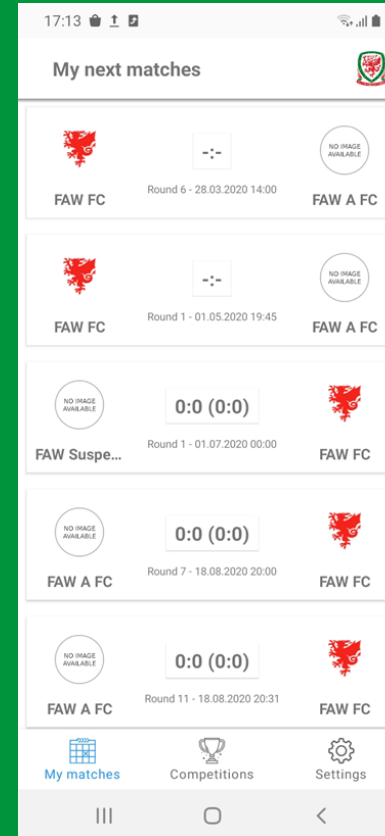 17:13
My next matches
NO IMAGE
AVAILABLE
-:-
FAW FC
Round 6 - 28.03.2020 14:00
FAW A FC
NO IMAGE
AVAILABLE
-:-
FAW FC
Round 1 - 01.05.2020 19:45
FAW A FC
NO IMAGE
AVAILABLE
0:0 (0:0)
FAW Suspe...
Round 1 - 01.07.2020 00:00
FAW FC
NO IMAGE
AVAILABLE
0:0 (0:0)
FAW A FC
Round 7 - 18.08.2020 20:00
FAW FC
NO IMAGE
AVAILABLE
0:0 (0:0)
FAW A FC
Round 11 - 18.08.2020 20:31
FAW FC
My matches
Competitions
Settings